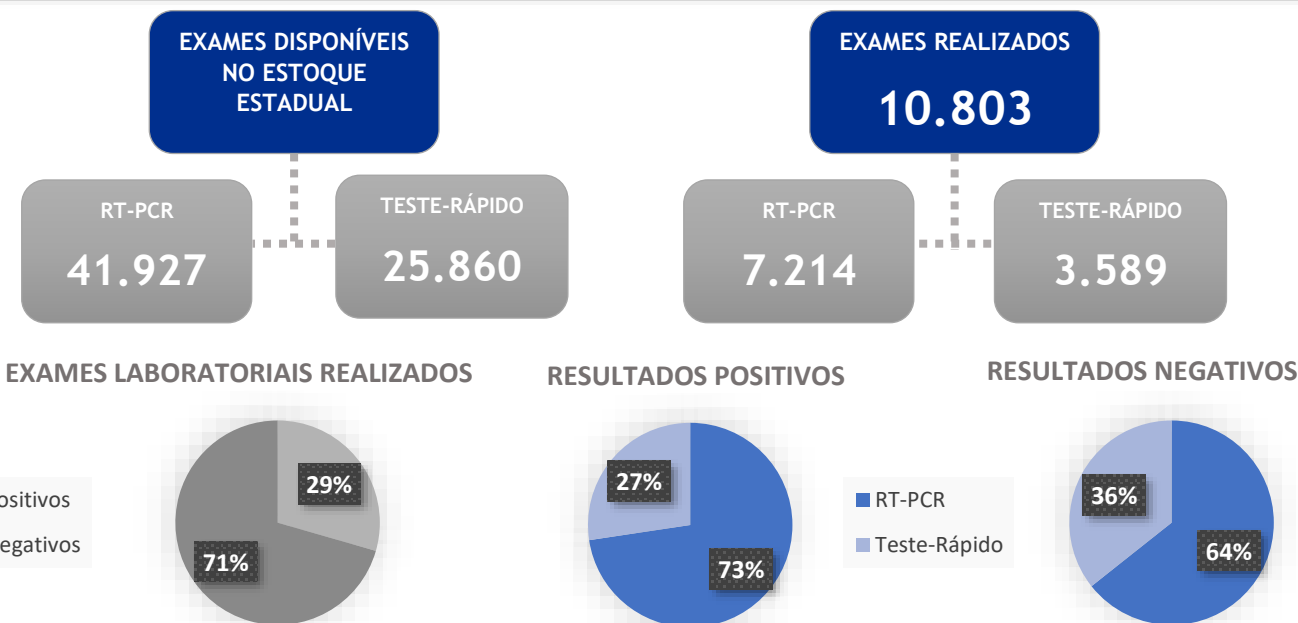 EXAMES DISPONÍVEIS
NO ESTOQUE
ESTADUAL
RT-PCR
41.927
TESTE-RÁPIDO
25.860
EXAMES REALIZADOS
10.803
RT-PCR
7.214
TESTE-RÁPIDO
3.589
EXAMES LABORATORIAIS REALIZADOS
ositivos
egativos
29%
71%
RESULTADOS POSITIVOS
27%
73%
RT-PCR
Teste-Rápido
RESULTADOS NEGATIVOS
36%
64%